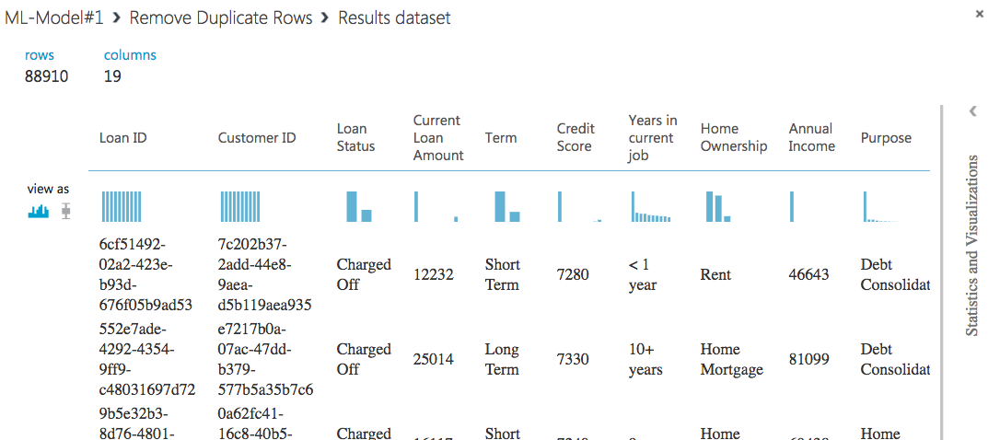 ML-Model#1 > Remove Duplicate Rows > Results dataset
rows columns
88910 19
Loan ID Customer ID Loan Status Current Loan Amount Term Credit Score Years in current job Home Ownership Annual Income Purpose
view as
6cf51492-02a2-423e-b93d-676f05b9ad53 7c202b37-2add-44e8-9aea-d5b119aea935 Charged Off 12232 Short Term 7280 < 1 year Rent 46643 Debt Consolidat
552e7ade-4292-4354-9ff9-c48031697d72 e7217b0a-07ac-47dd-b379-577b5a35b7c6 Charged Off 25014 Long Term 7330 10+ years Home Mortgage 81099 Debt Consolidat
9b5e32b3-8d76-4801- 0a62fc41-16c8-40b5- Charged Short Home Home
Statistics and Visualizations